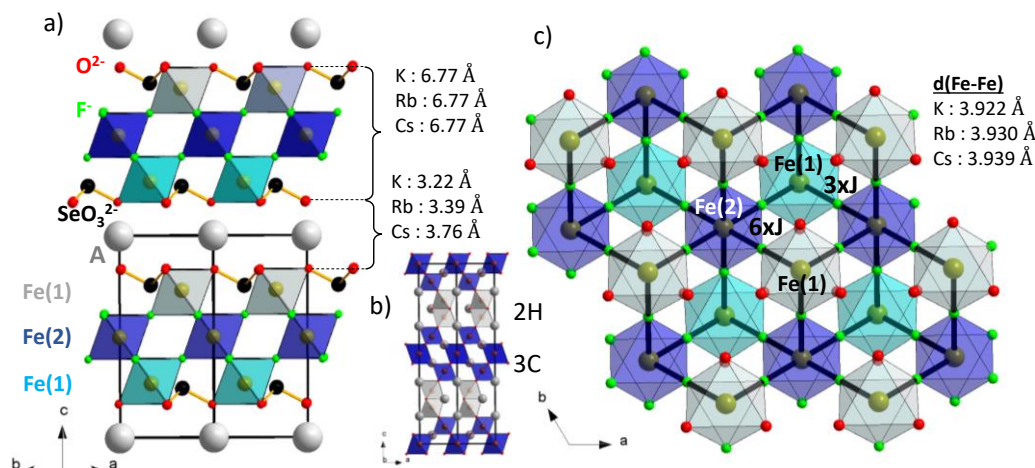 a)
O²⁻
F⁻
SeO₃²⁻
A
Fe(1)
Fe(2)
Fe(1)
c
b
a
K : 6.77 Å
Rb : 6.77 Å
Cs : 6.77 Å
K : 3.22 Å
Rb : 3.39 Å
Cs : 3.76 Å
b)
2H
3C
c
b
a
c)
Fe(1)
3xJ
Fe(2)
6xJ
Fe(1)
b
a
d(Fe-Fe)
K : 3.922 Å
Rb : 3.930 Å
Cs : 3.939 Å